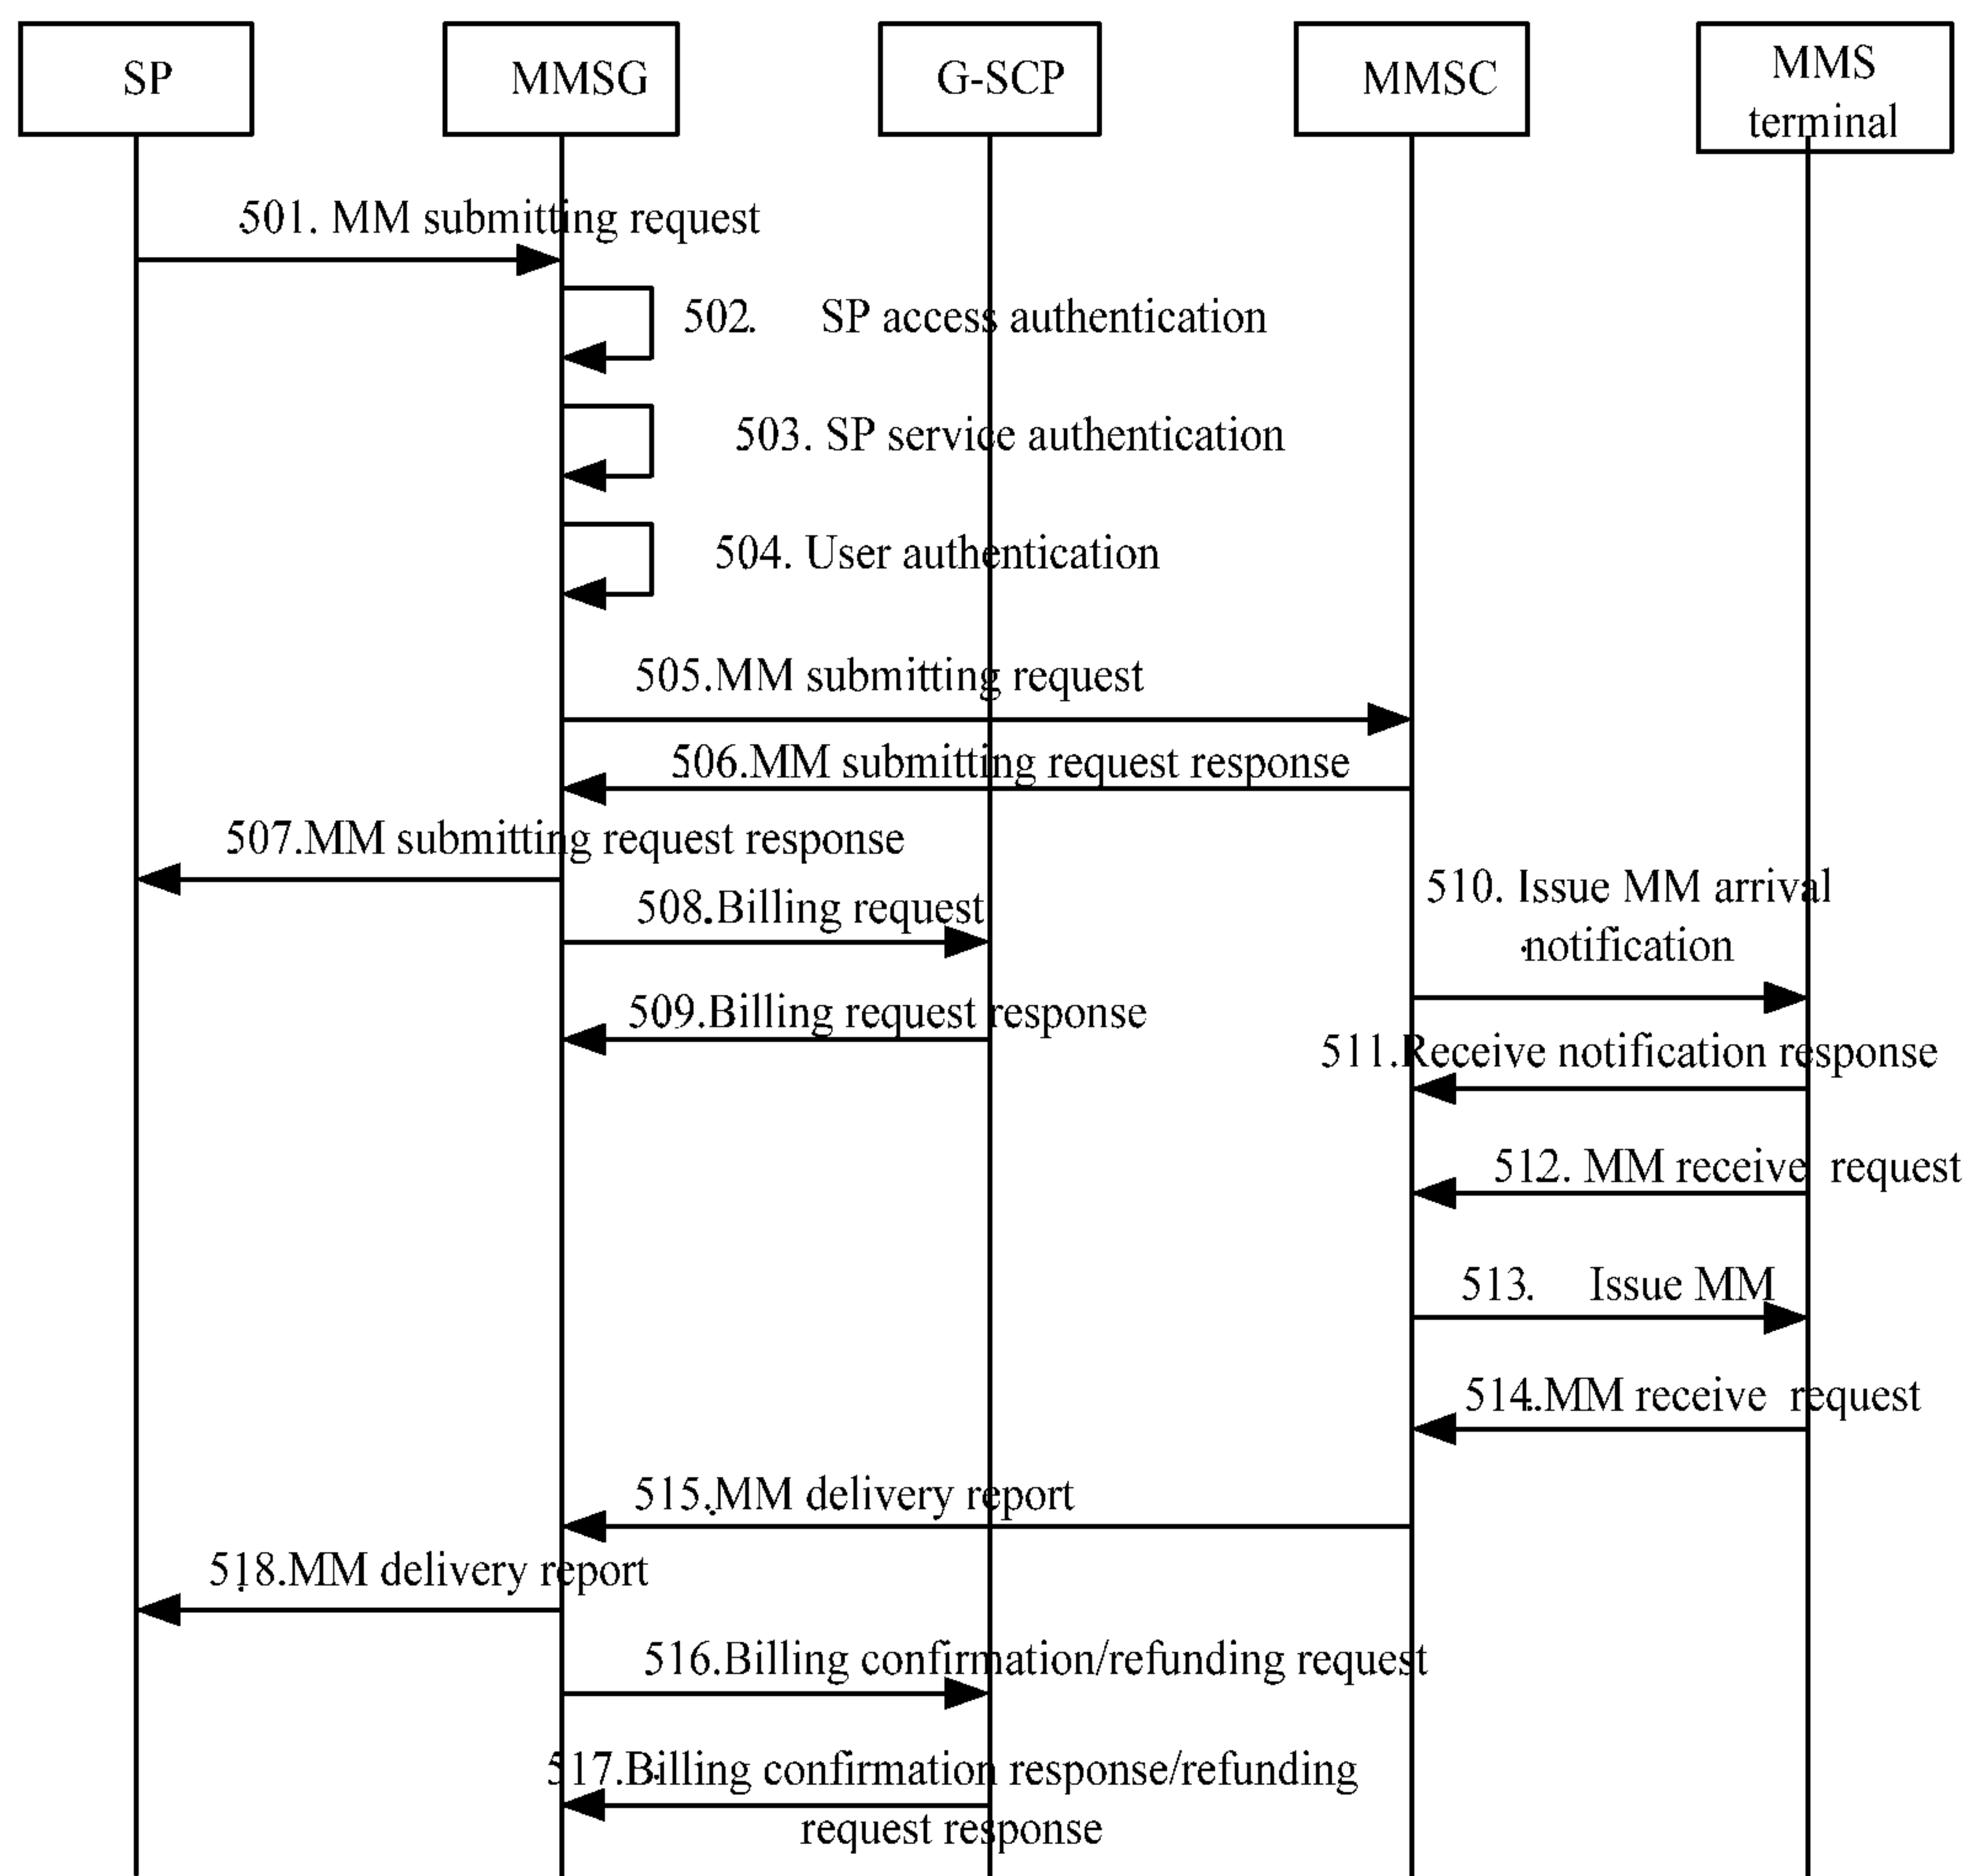 SP
MMSG
G-SCP
MMSC
MMS
terminal
501. MM submitting request
502. SP access authentication
503. SP service authentication
504. User authentication
505.MM submitting request
506.MM submitting request response
507.MM submitting request response
508.Billing request
510. Issue MM arrival
notification
509.Billing request response
511.Receive notification response
512. MM receive request
513. Issue MM
514.MM receive request
515.MM delivery report
518.MM delivery report
516.Billing confirmation/refunding request
517.Billing confirmation response/refunding
request response